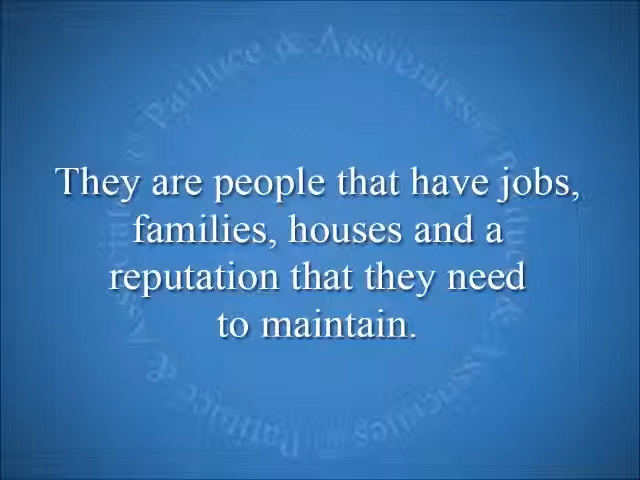 They are people that have jobs,
families, houses and a
reputation that they need
to maintain.